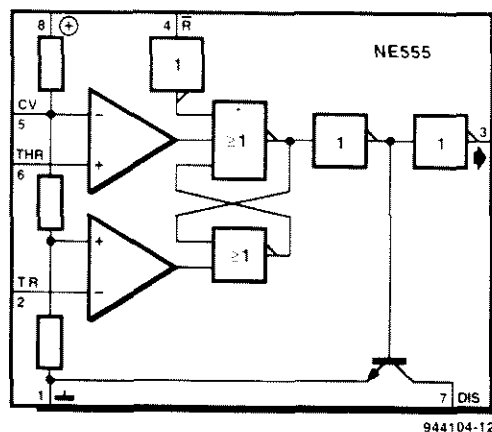 8 ⊕ 4 R̅ NE555
1
CV
5
− ≥1 1 1 3
THR
6
+
≥1
+
TR
2
−
1 7 DIS
944104-12